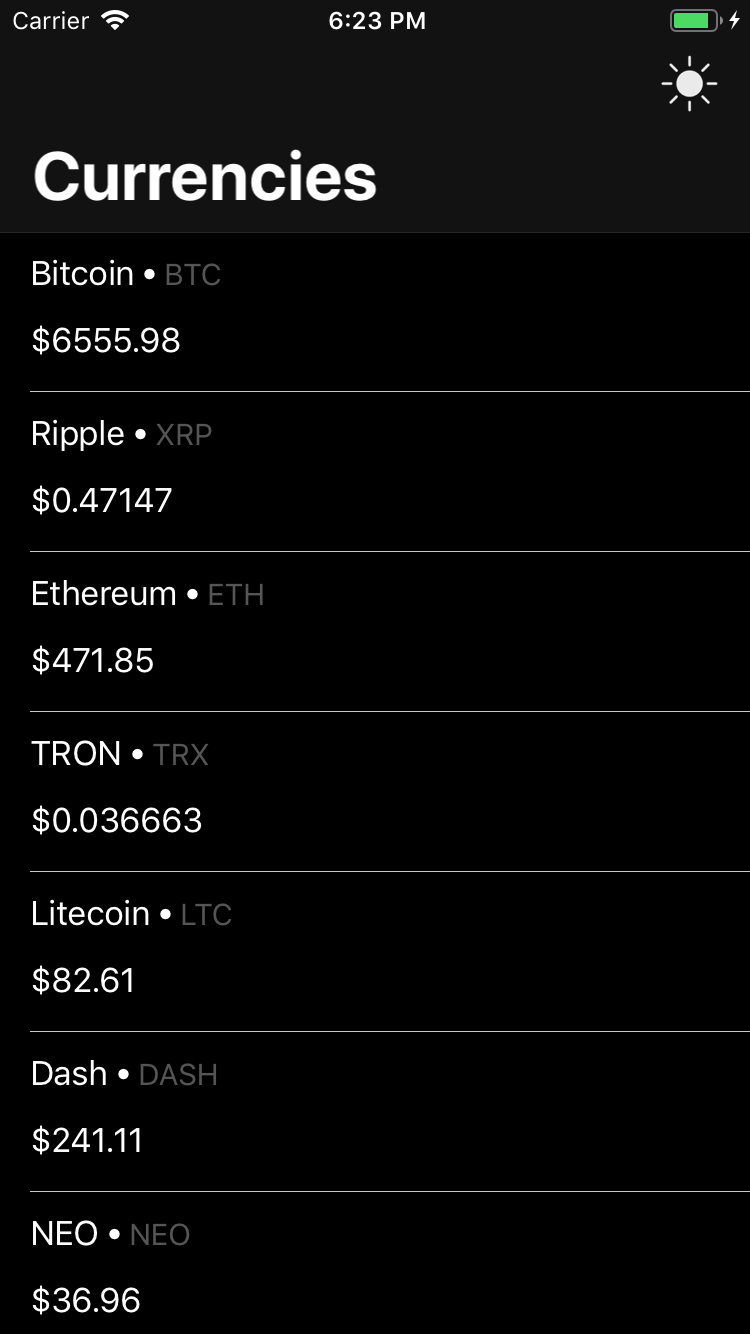 Carrier 6:23 PM
Currencies
Bitcoin • BTC
$6555.98
Ripple • XRP
$0.47147
Ethereum • ETH
$471.85
TRON • TRX
$0.036663
Litecoin • LTC
$82.61
Dash • DASH
$241.11
NEO • NEO
$36.96